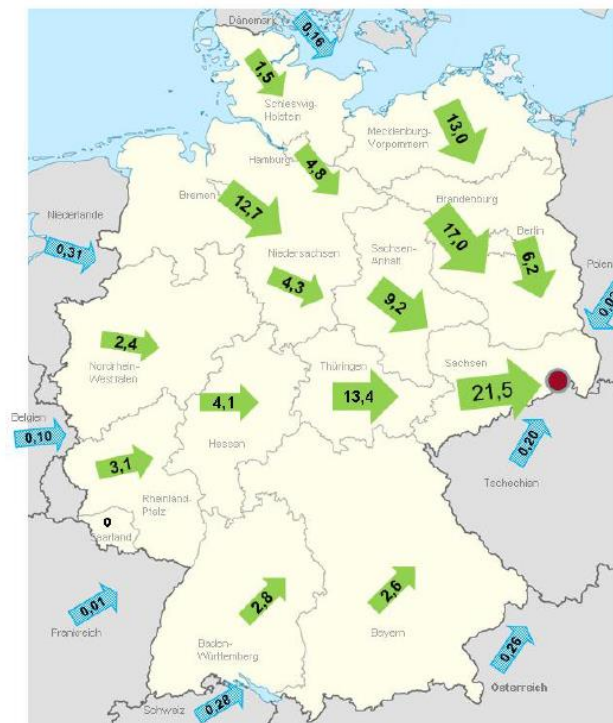 Dänemark
0,16
1,5
Schleswig-
Holstein
Mecklenburg-
Vorpommern
13,0
Hamburg
4,8
Bremen
12,7
Brandenburg
17,0
Berlin
6,2
Niederlande
0,31
Niedersachsen
4,3
Sachsen-
Anhalt
9,2
Polen
2,4
Nordrhein-
Westfalen
Thüringen
13,4
Sachsen
21,5
4,1
Hessen
Belgien
0,10
0,20
Tschechien
3,1
Rheinland-
Pfalz
0
Saarland
0,01
Frankreich
2,8
Baden-
Württemberg
2,6
Bayern
0,26
Österreich
Schweiz
0,28